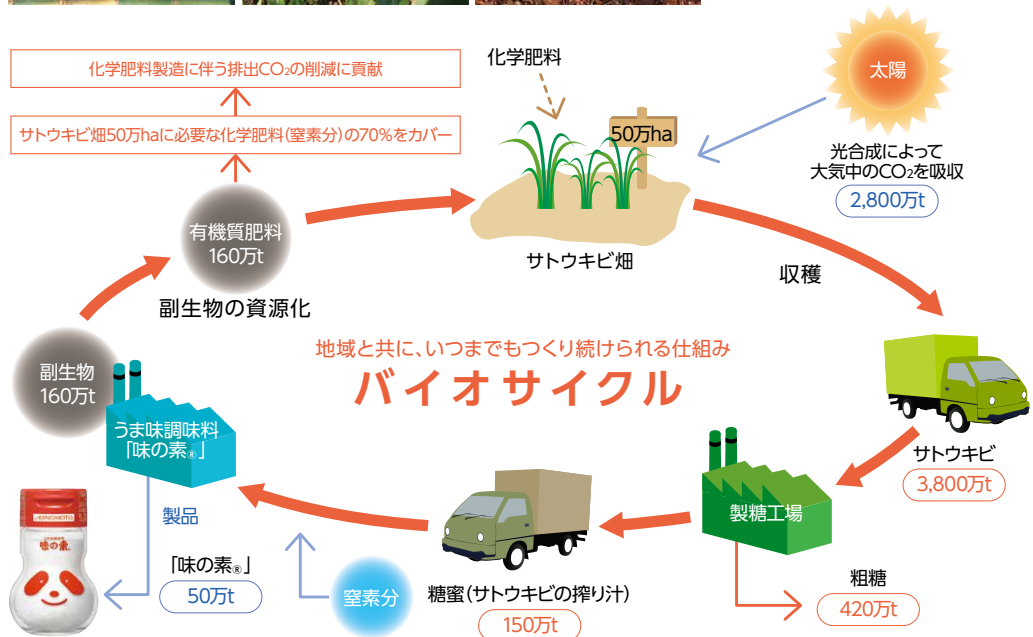 化学肥料製造に伴う排出CO₂の削減に貢献
サトウキビ畑50万haに必要な化学肥料(窒素分)の70%をカバー
化学肥料
50万ha
太陽
光合成によって
大気中のCO₂を吸収
2,800万t
有機質肥料
160万t
副生物の資源化
サトウキビ畑
収穫
地域と共に、いつまでもつくり続けられる仕組み
バイオサイクル
副生物
160万t
うま味調味料
「味の素®」
サトウキビ
3,800万t
製糖工場
製品
AJINOMOTO
味の素®
「味の素®」
50万t
窒素分
糖蜜(サトウキビの搾り汁)
150万t
粗糖
420万t